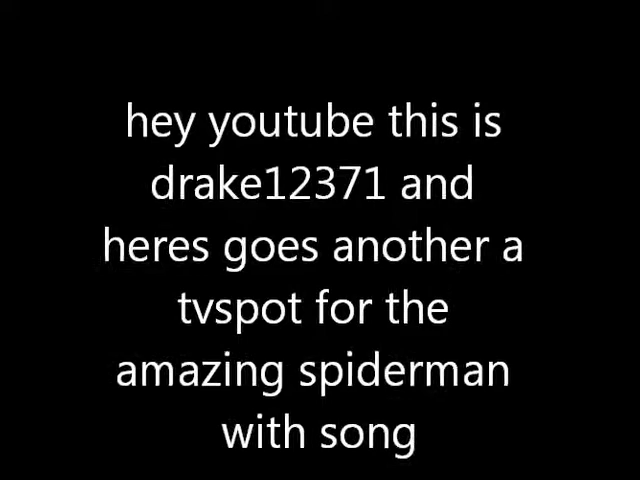 hey youtube this is
drake12371 and
heres goes another a
tvspot for the
amazing spiderman
with song